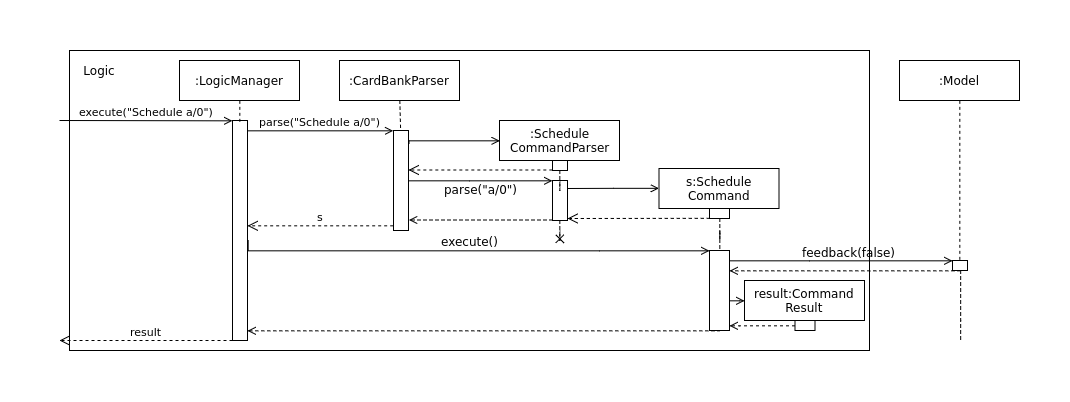 Logic
:LogicManager
:CardBankParser
:Model
execute("Schedule a/0")
parse("Schedule a/0")
:Schedule
CommandParser
s:Schedule
Command
parse("a/0")
s
execute()
feedback(false)
result:Command
Result
result